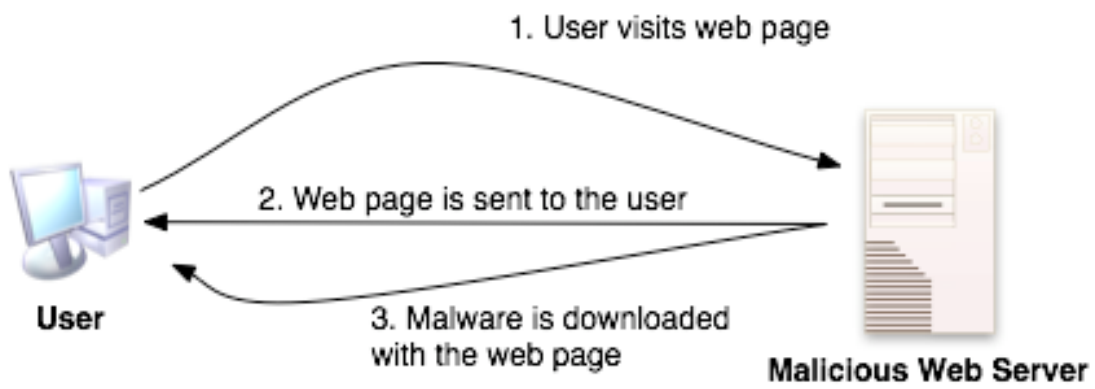 1. User visits web page
2. Web page is sent to the user
User
3. Malware is downloaded
with the web page
Malicious Web Server